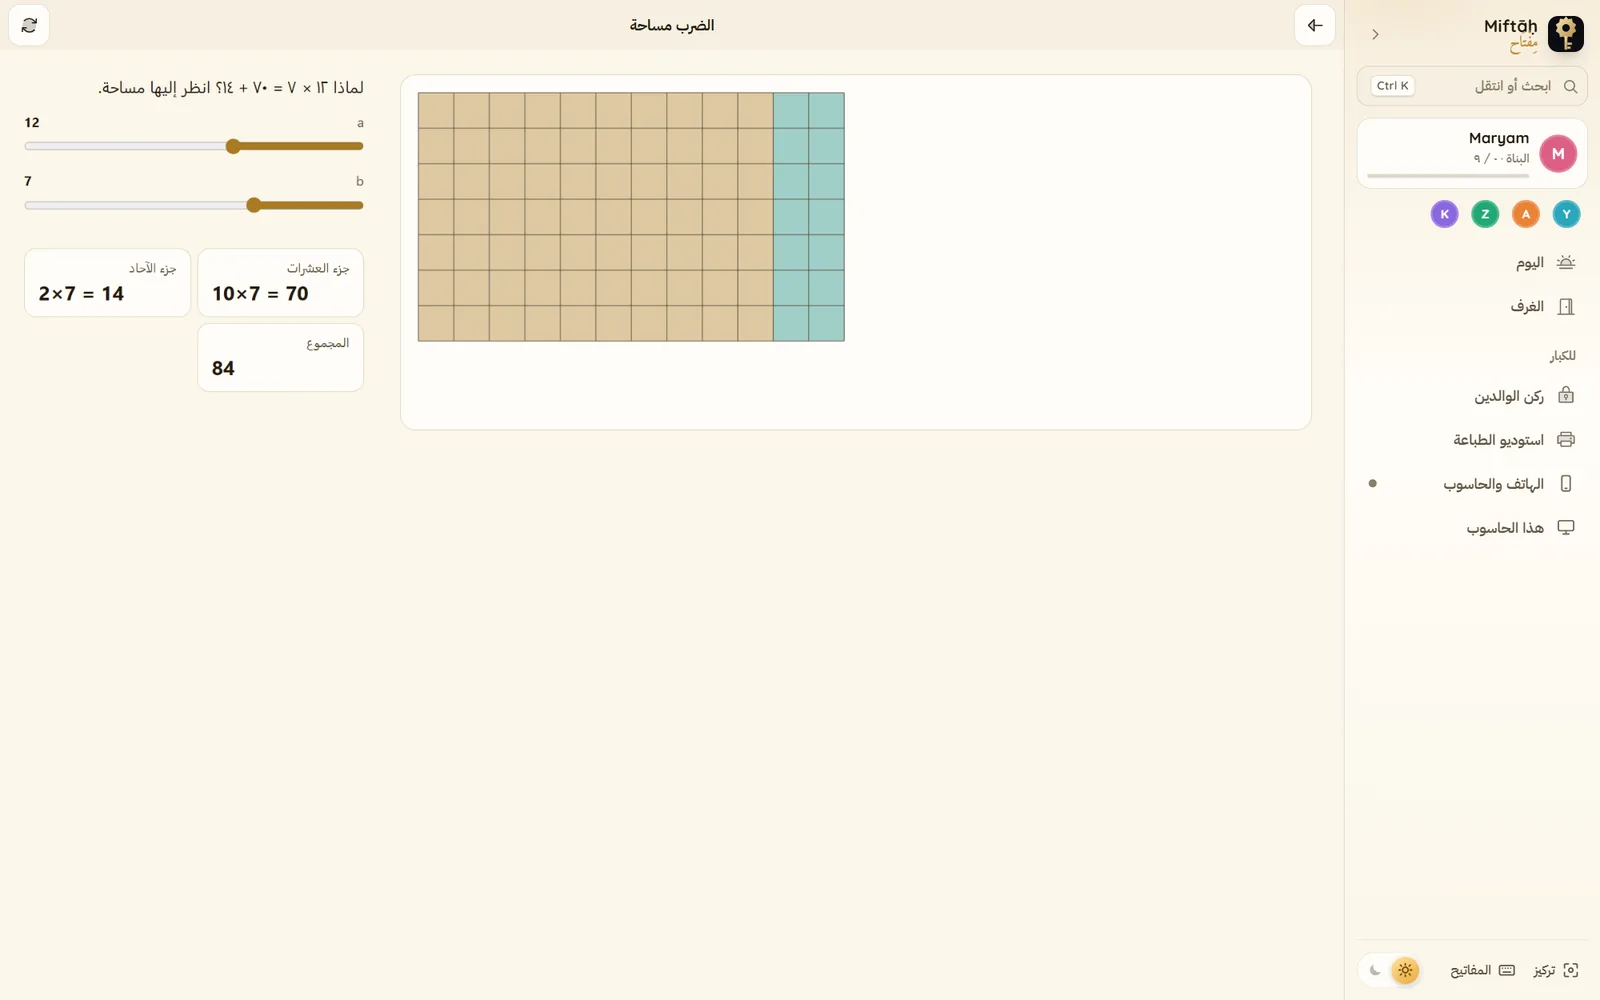 Miftāḥ
مِفتاح
ابحث أو انتقل
Ctrl K
M
Maryam
البناة · ٠ / ٩
Y
A
Z
K
اليوم
الغرف
للكبار
ركن الوالدين
استوديو الطباعة
الهاتف والحاسوب
هذا الحاسوب
تركيز
المفاتيح
الضرب مساحة
لماذا ١٢ × ٧ = ٧٠ + ١٤؟ انظر إليها مساحة.
a
12
b
7
جزء العشرات
10×7 = 70
جزء الآحاد
2×7 = 14
المجموع
84